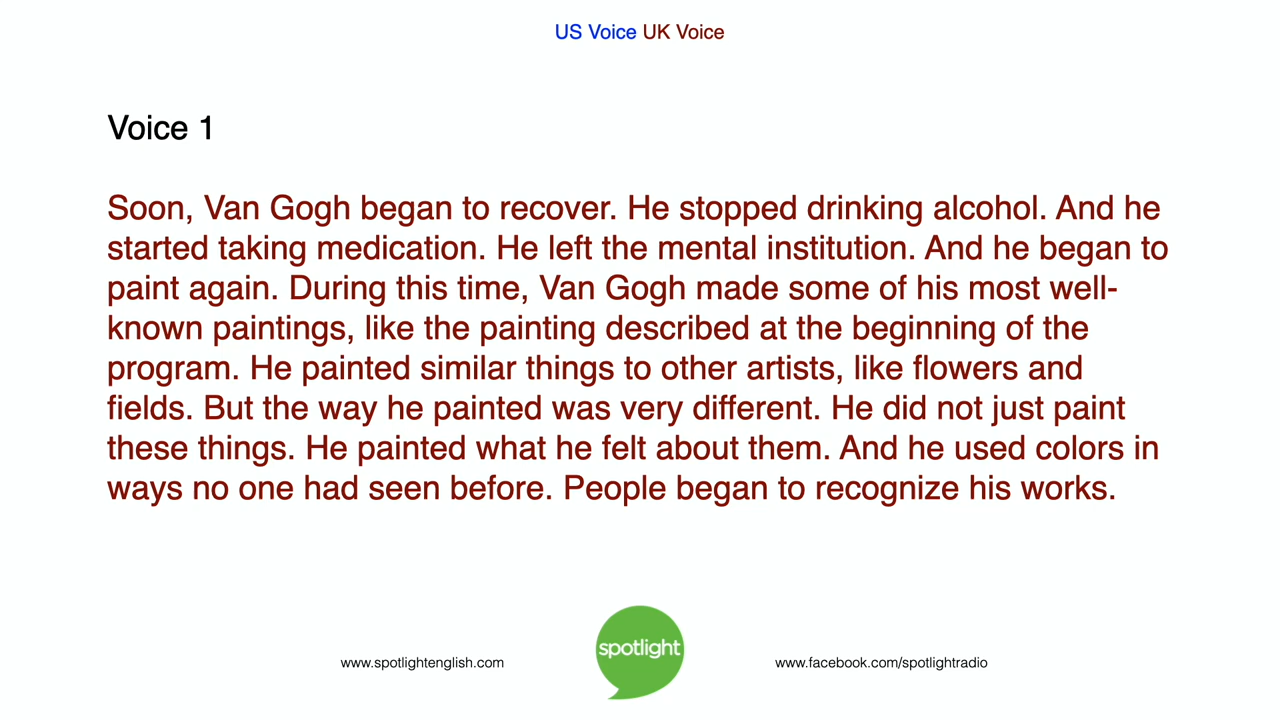 US Voice UK Voice
Voice 1
Soon, Van Gogh began to recover. He stopped drinking alcohol. And he
started taking medication. He left the mental institution. And he began to
paint again. During this time, Van Gogh made some of his most well-
known paintings, like the painting described at the beginning of the
program. He painted similar things to other artists, like flowers and
fields. But the way he painted was very different. He did not just paint
these things. He painted what he felt about them. And he used colors in
ways no one had seen before. People began to recognize his works.
www.spotlightenglish.com
spotlight
www.facebook.com/spotlightradio